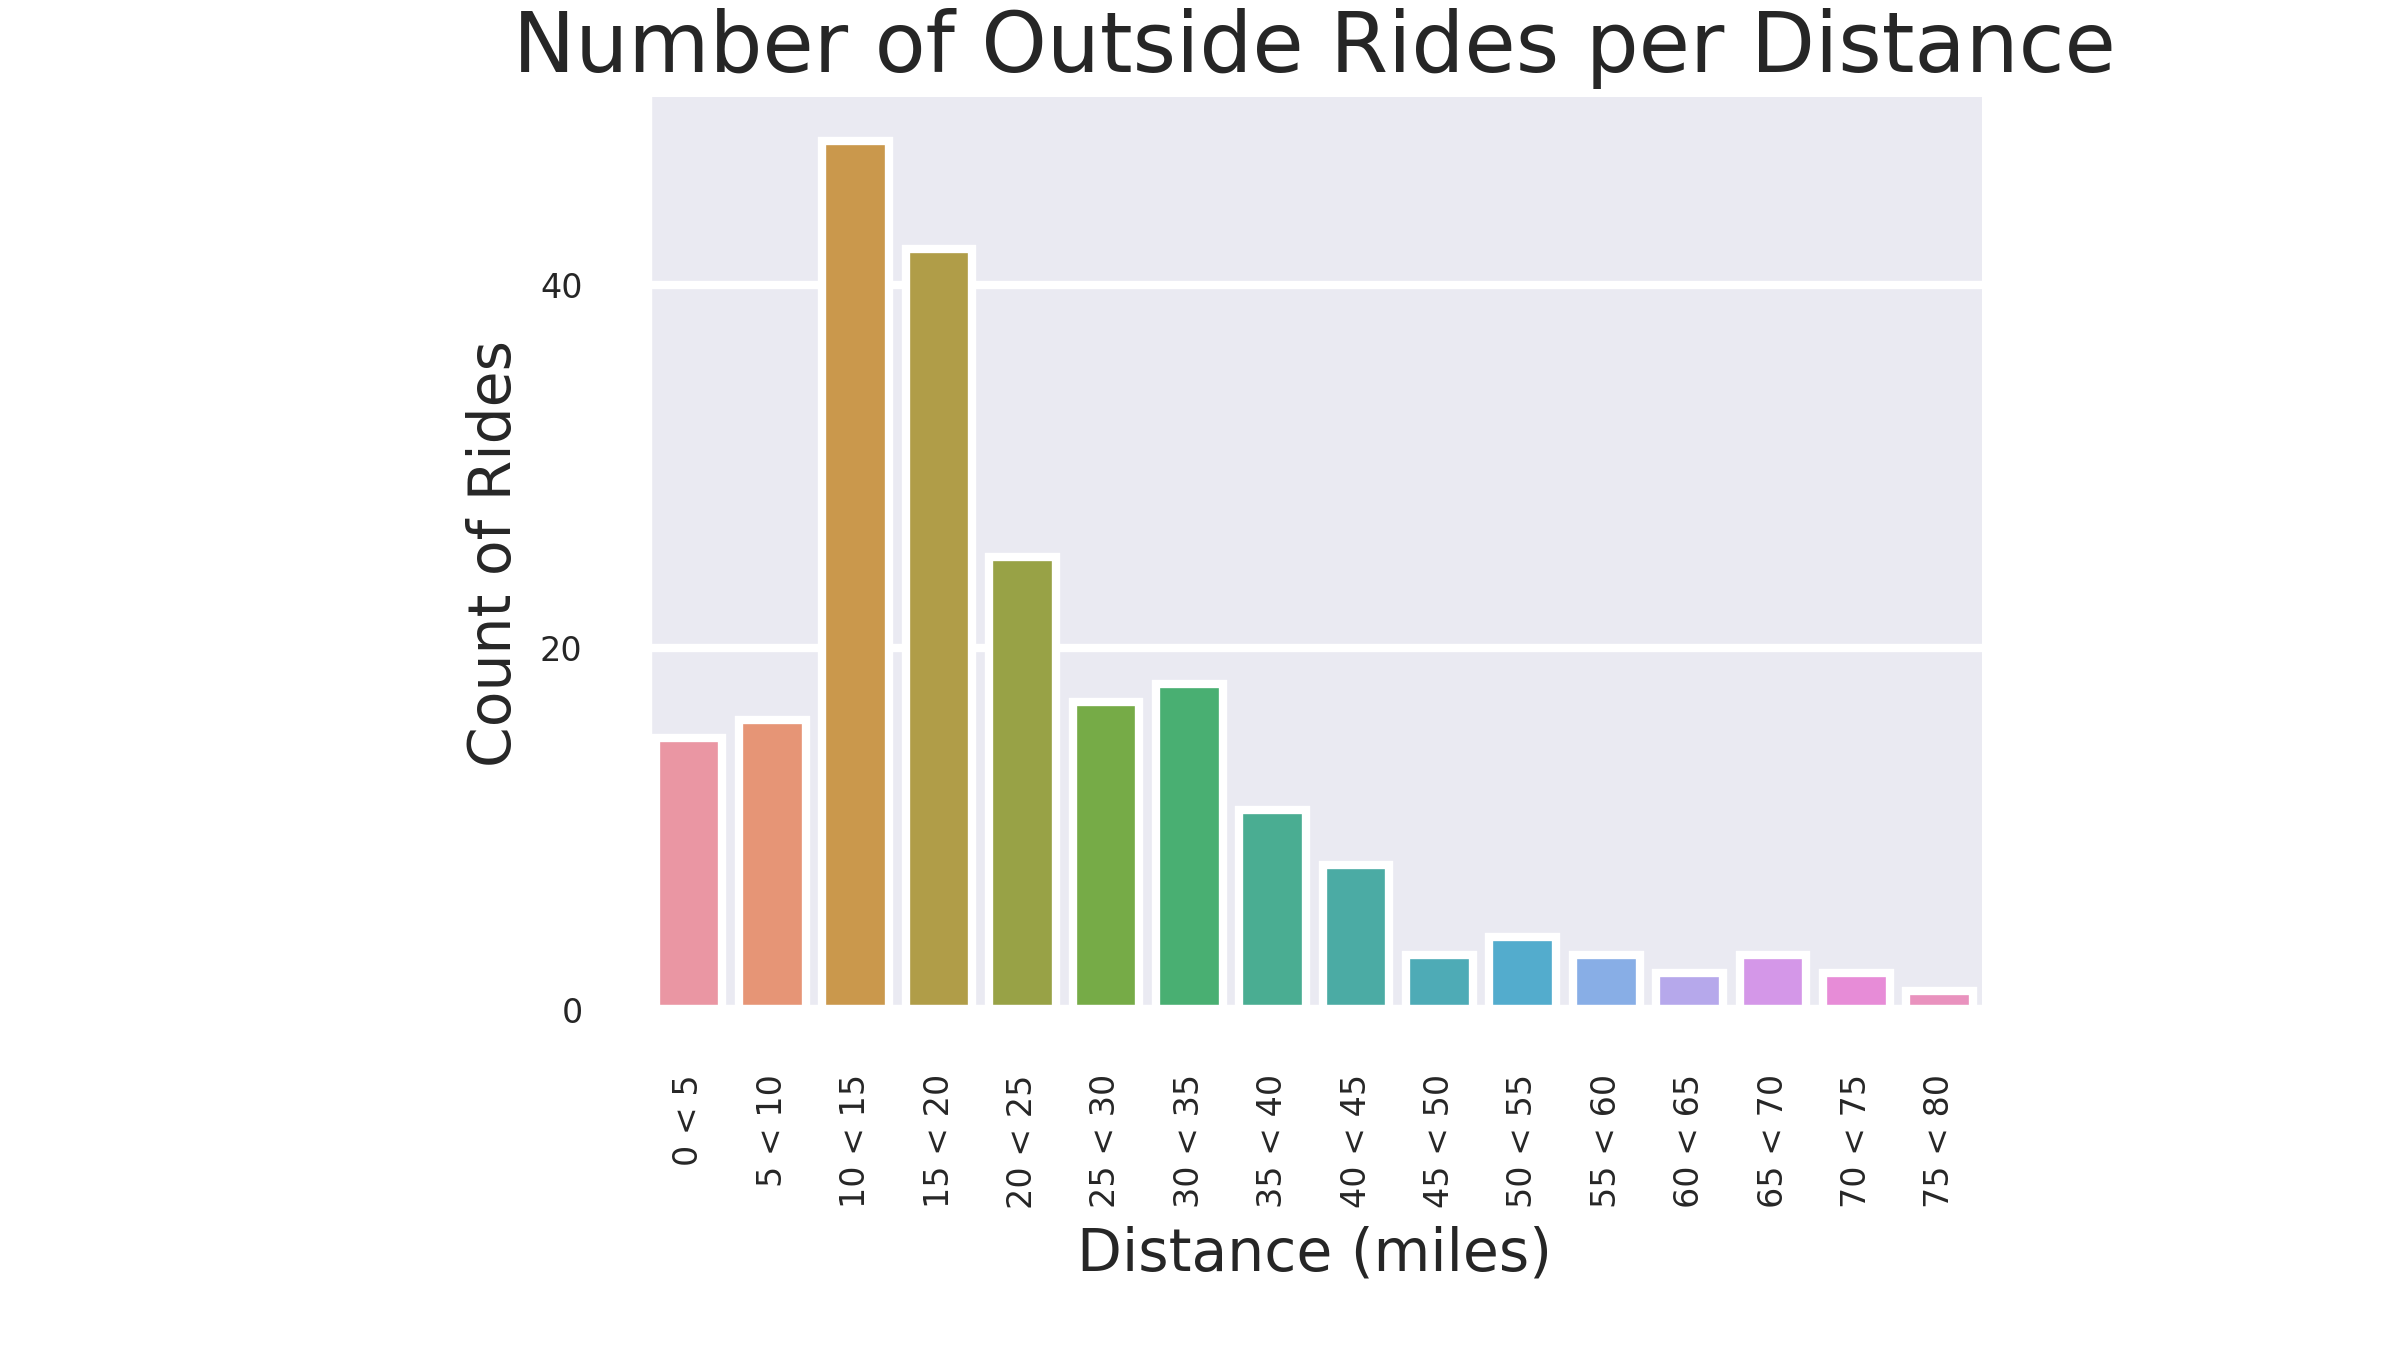 Number of Outside Rides per Distance
Count of Rides
40
20
0
0 < 5
5 < 10
10 < 15
15 < 20
20 < 25
25 < 30
30 < 35
35 < 40
40 < 45
45 < 50
50 < 55
55 < 60
60 < 65
65 < 70
70 < 75
75 < 80
Distance (miles)